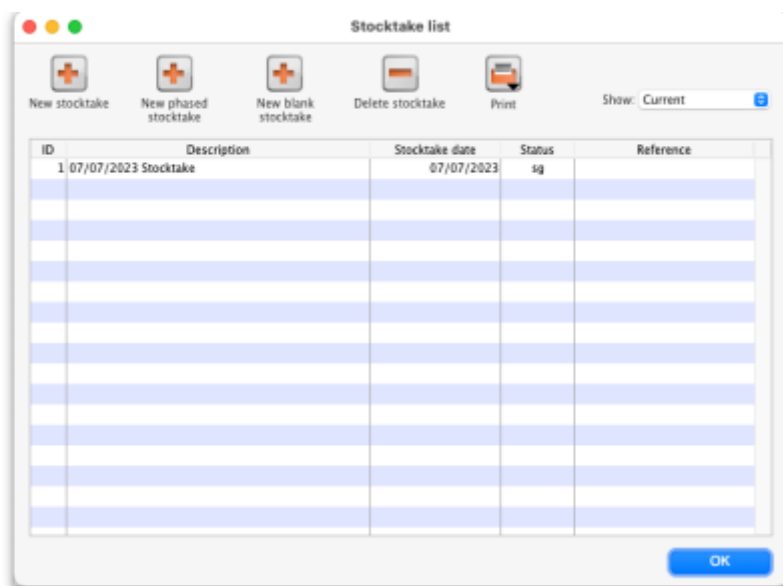 Stocktake list
New stocktake
New phased
stocktake
New blank
stocktake
Delete stocktake
Print
Show: Current
ID Description Stocktake date Status Reference
1 07/07/2023 Stocktake 07/07/2023 sg
OK